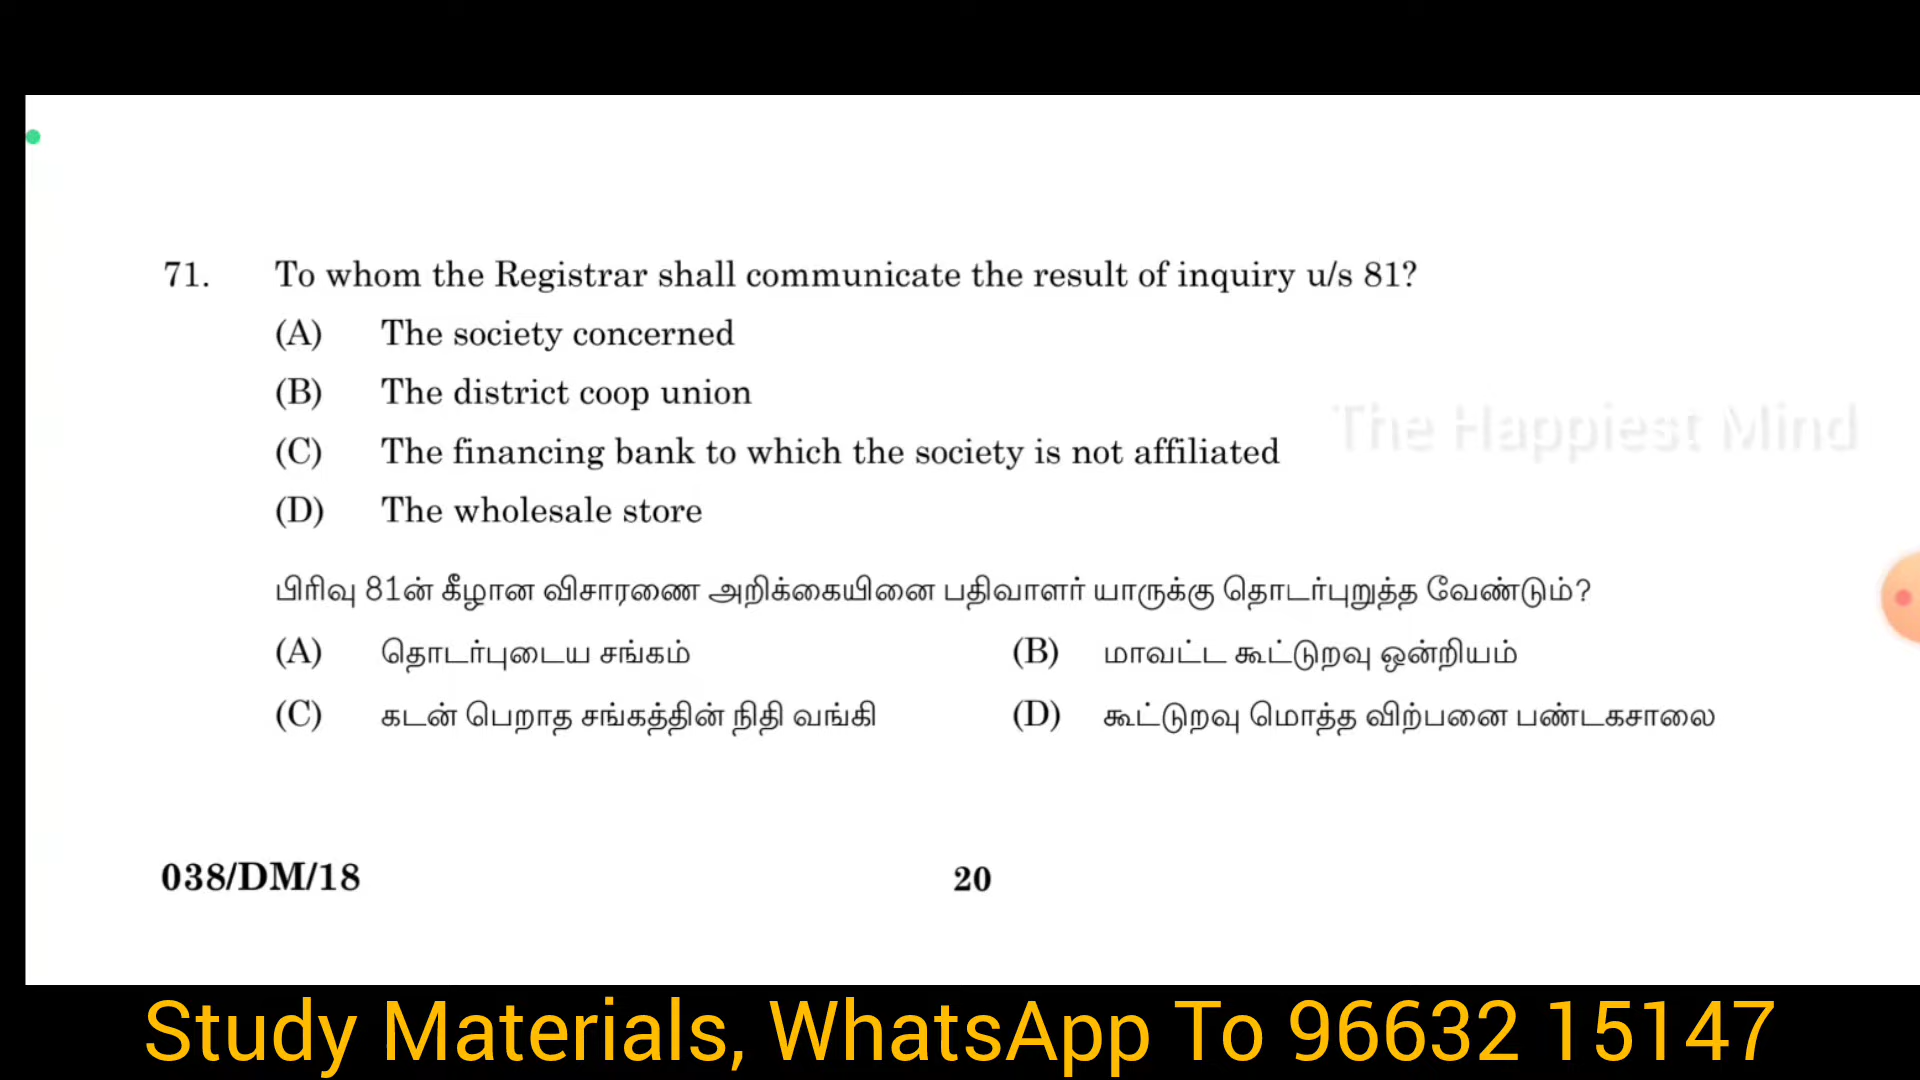 71. To whom the Registrar shall communicate the result of inquiry u/s 81?
(A) The society concerned
(B) The district coop union
(C) The financing bank to which the society is not affiliated
(D) The wholesale store
The Happiest Mind
பிரிவு 81ன் கீழான விசாரணை அறிக்கையினை பதிவாளர் யாருக்கு தொடர்புறுத்த வேண்டும்?
(A) தொடர்புடைய சங்கம் (B) மாவட்ட கூட்டுறவு ஒன்றியம்
(C) கடன் பெறாத சங்கத்தின் நிதி வங்கி (D) கூட்டுறவு மொத்த விற்பனை பண்டகசாலை
038/DM/18 20
Study Materials, WhatsApp To 96632 15147